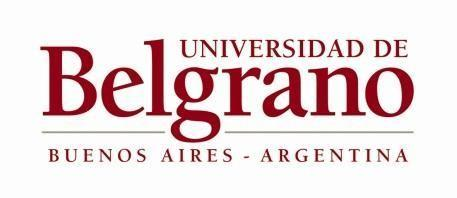 UNIVERSIDAD DE
Belgrano
BUENOS AIRES - ARGENTINA